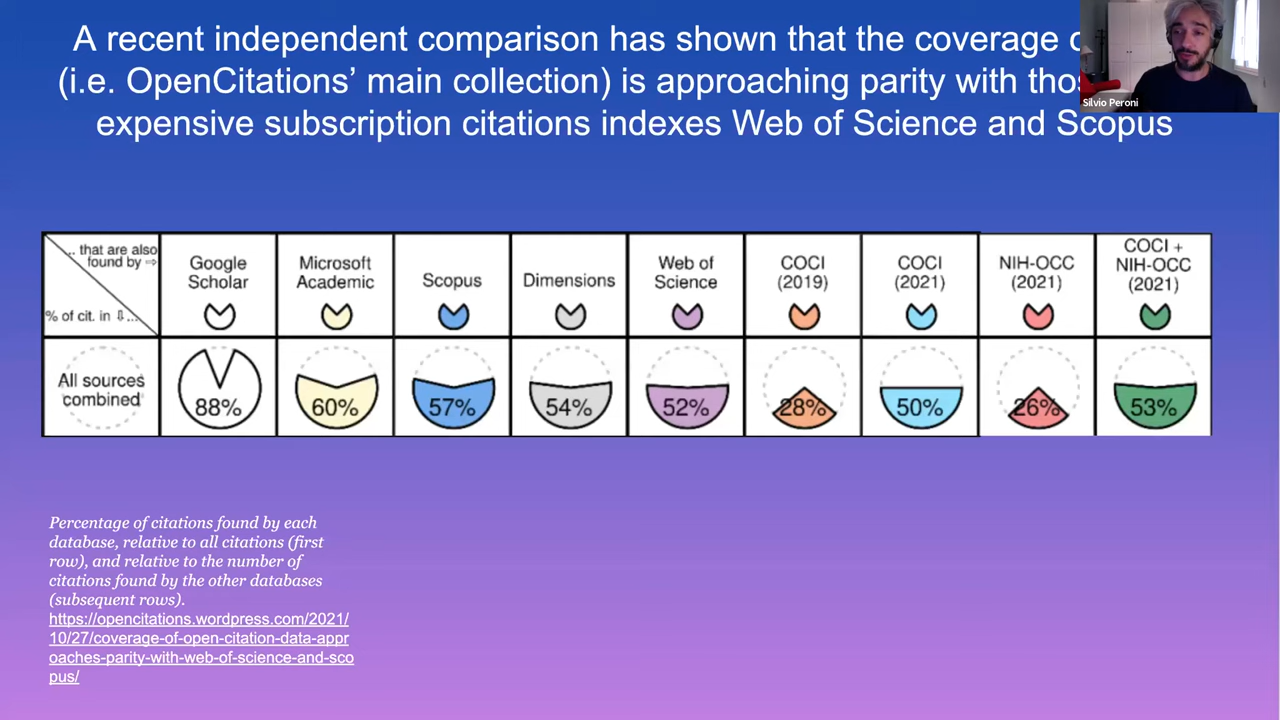 A recent independent comparison has shown that the coverage
(i.e. OpenCitations’ main collection) is approaching parity with
expensive subscription citations indexes Web of Science and Scopus
Silvio Peroni
.. that are also
found by ⇨
% of cit. in ⇩...
Google
Scholar
Microsoft
Academic
Scopus
Dimensions
Web of
Science
COCI
(2019)
COCI
(2021)
NIH-OCC
(2021)
COCI +
NIH-OCC
(2021)
All sources
combined
88%
60%
57%
54%
52%
28%
50%
26%
53%
Percentage of citations found by each
database, relative to all citations (first
row), and relative to the number of
citations found by the other databases
(subsequent rows).
https://opencitations.wordpress.com/2021/
10/27/coverage-of-open-citation-data-appr
oaches-parity-with-web-of-science-and-sco
pus/